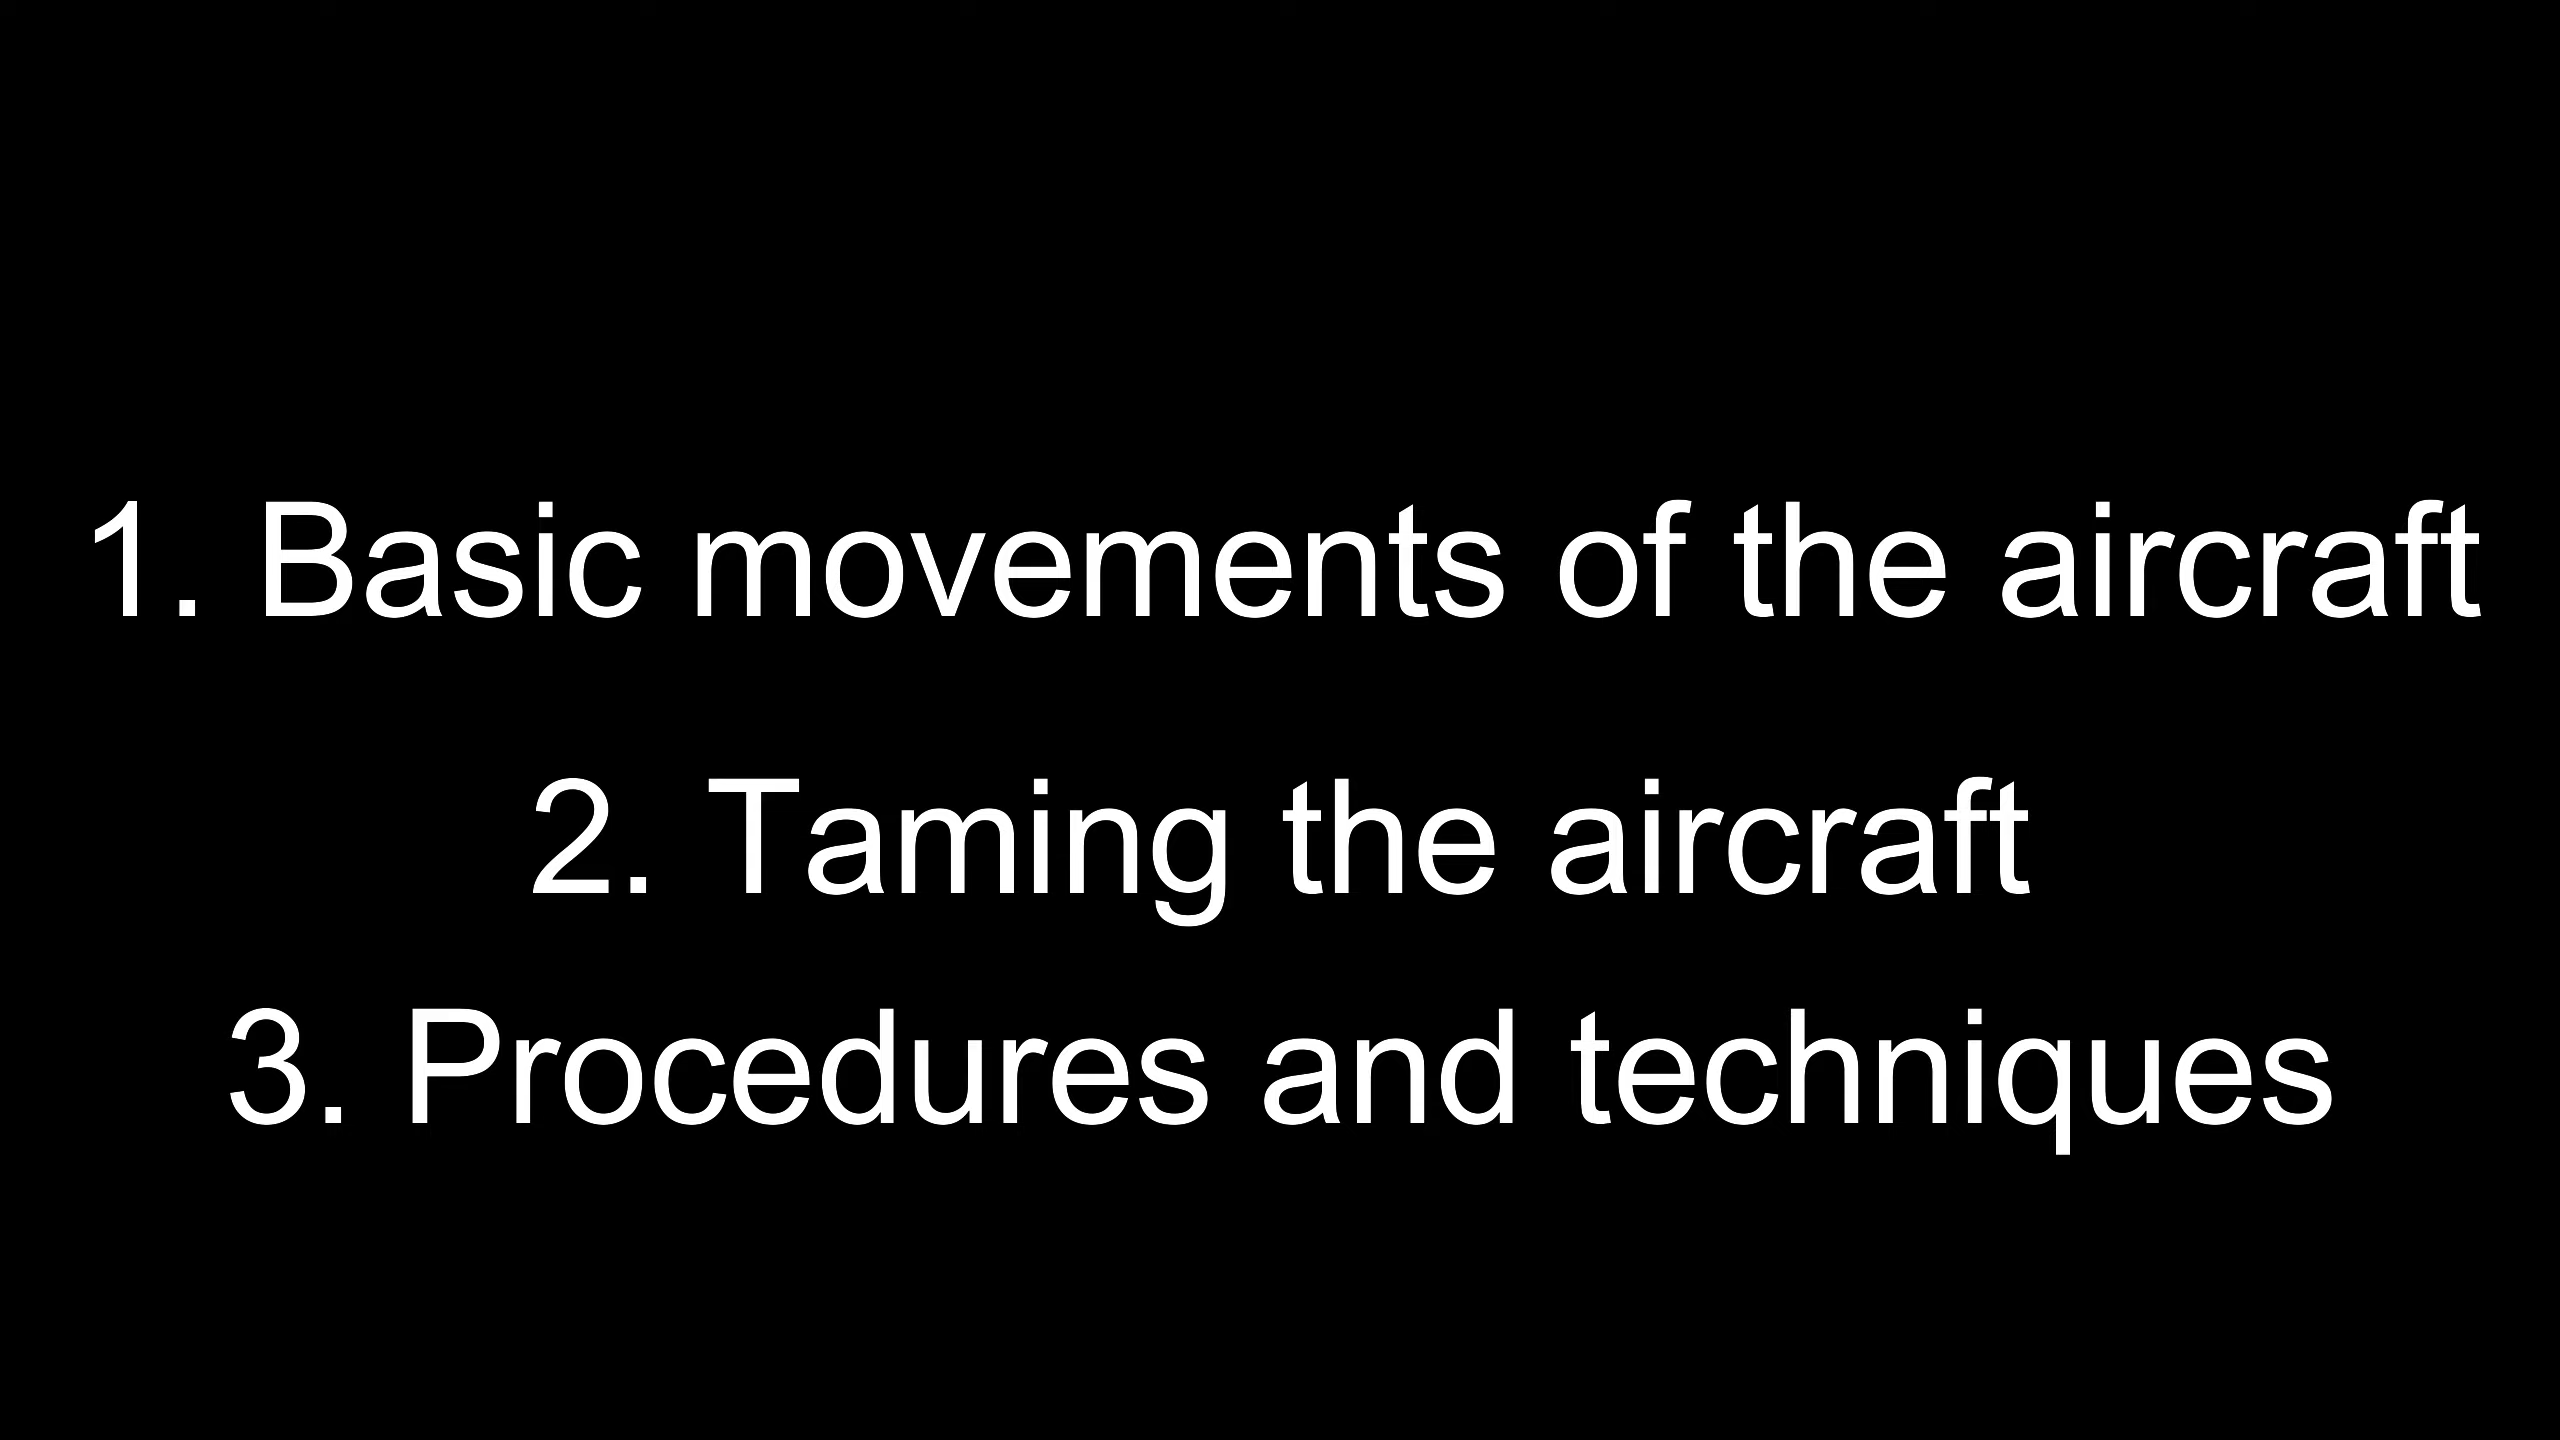 1. Basic movements of the aircraft
2. Taming the aircraft
3. Procedures and techniques